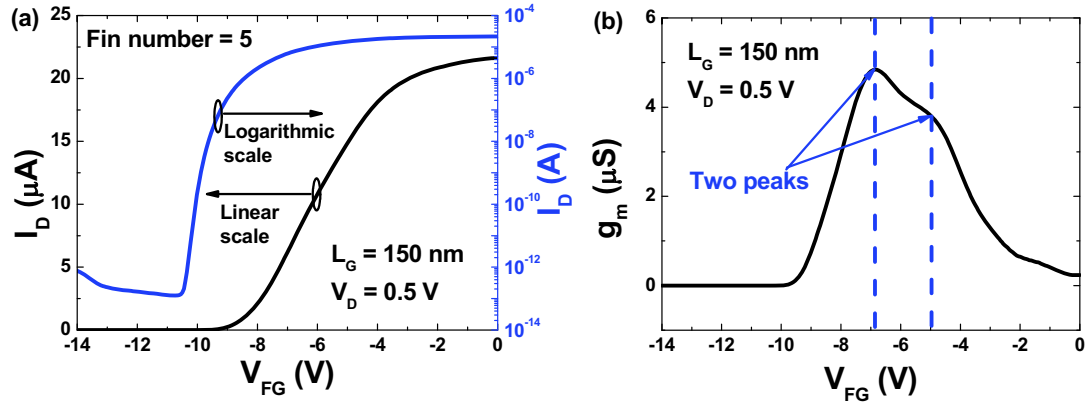 (a)
Fin number = 5
Logarithmic
scale
Linear
scale
L_G = 150 nm
V_D = 0.5 V
I_D (μA)
25
20
15
10
5
0
I_D (A)
10^-4
10^-6
10^-8
10^-10
10^-12
10^-14
-14 -12 -10 -8 -6 -4 -2 0
V_FG (V)
(b)
L_G = 150 nm
V_D = 0.5 V
Two peaks
g_m (μS)
6
4
2
0
-14 -12 -10 -8 -6 -4 -2 0
V_FG (V)